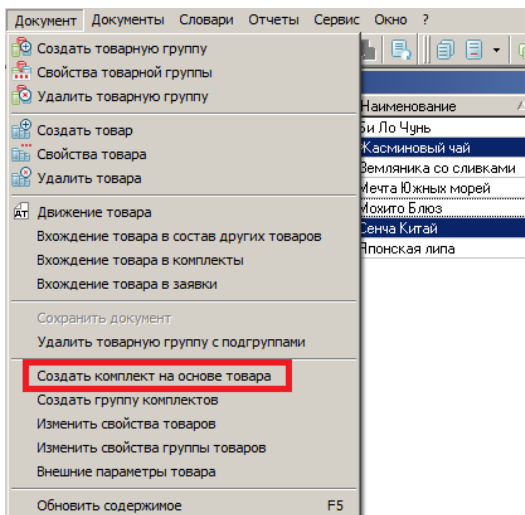 Документ Документы Словари Отчеты Сервис Окно ?
Создать товарную группу
Свойства товарной группы
Удалить товарную группу
Создать товар
Свойства товара
Удалить товара
Движение товара
Вхождение товара в состав других товаров
Вхождение товара в комплекты
Вхождение товара в заявки
Сохранить документ
Удалить товарную группу с подгруппами
Создать комплект на основе товара
Создать группу комплектов
Изменить свойства товаров
Изменить свойства группы товаров
Внешние параметры товара
Обновить содержимое F5
Наименование
Би Ло Чунь
Жасминовый чай
Земляника со сливками
Мечта Южных морей
Мохито Блюз
Сенча Китай
Японская липа